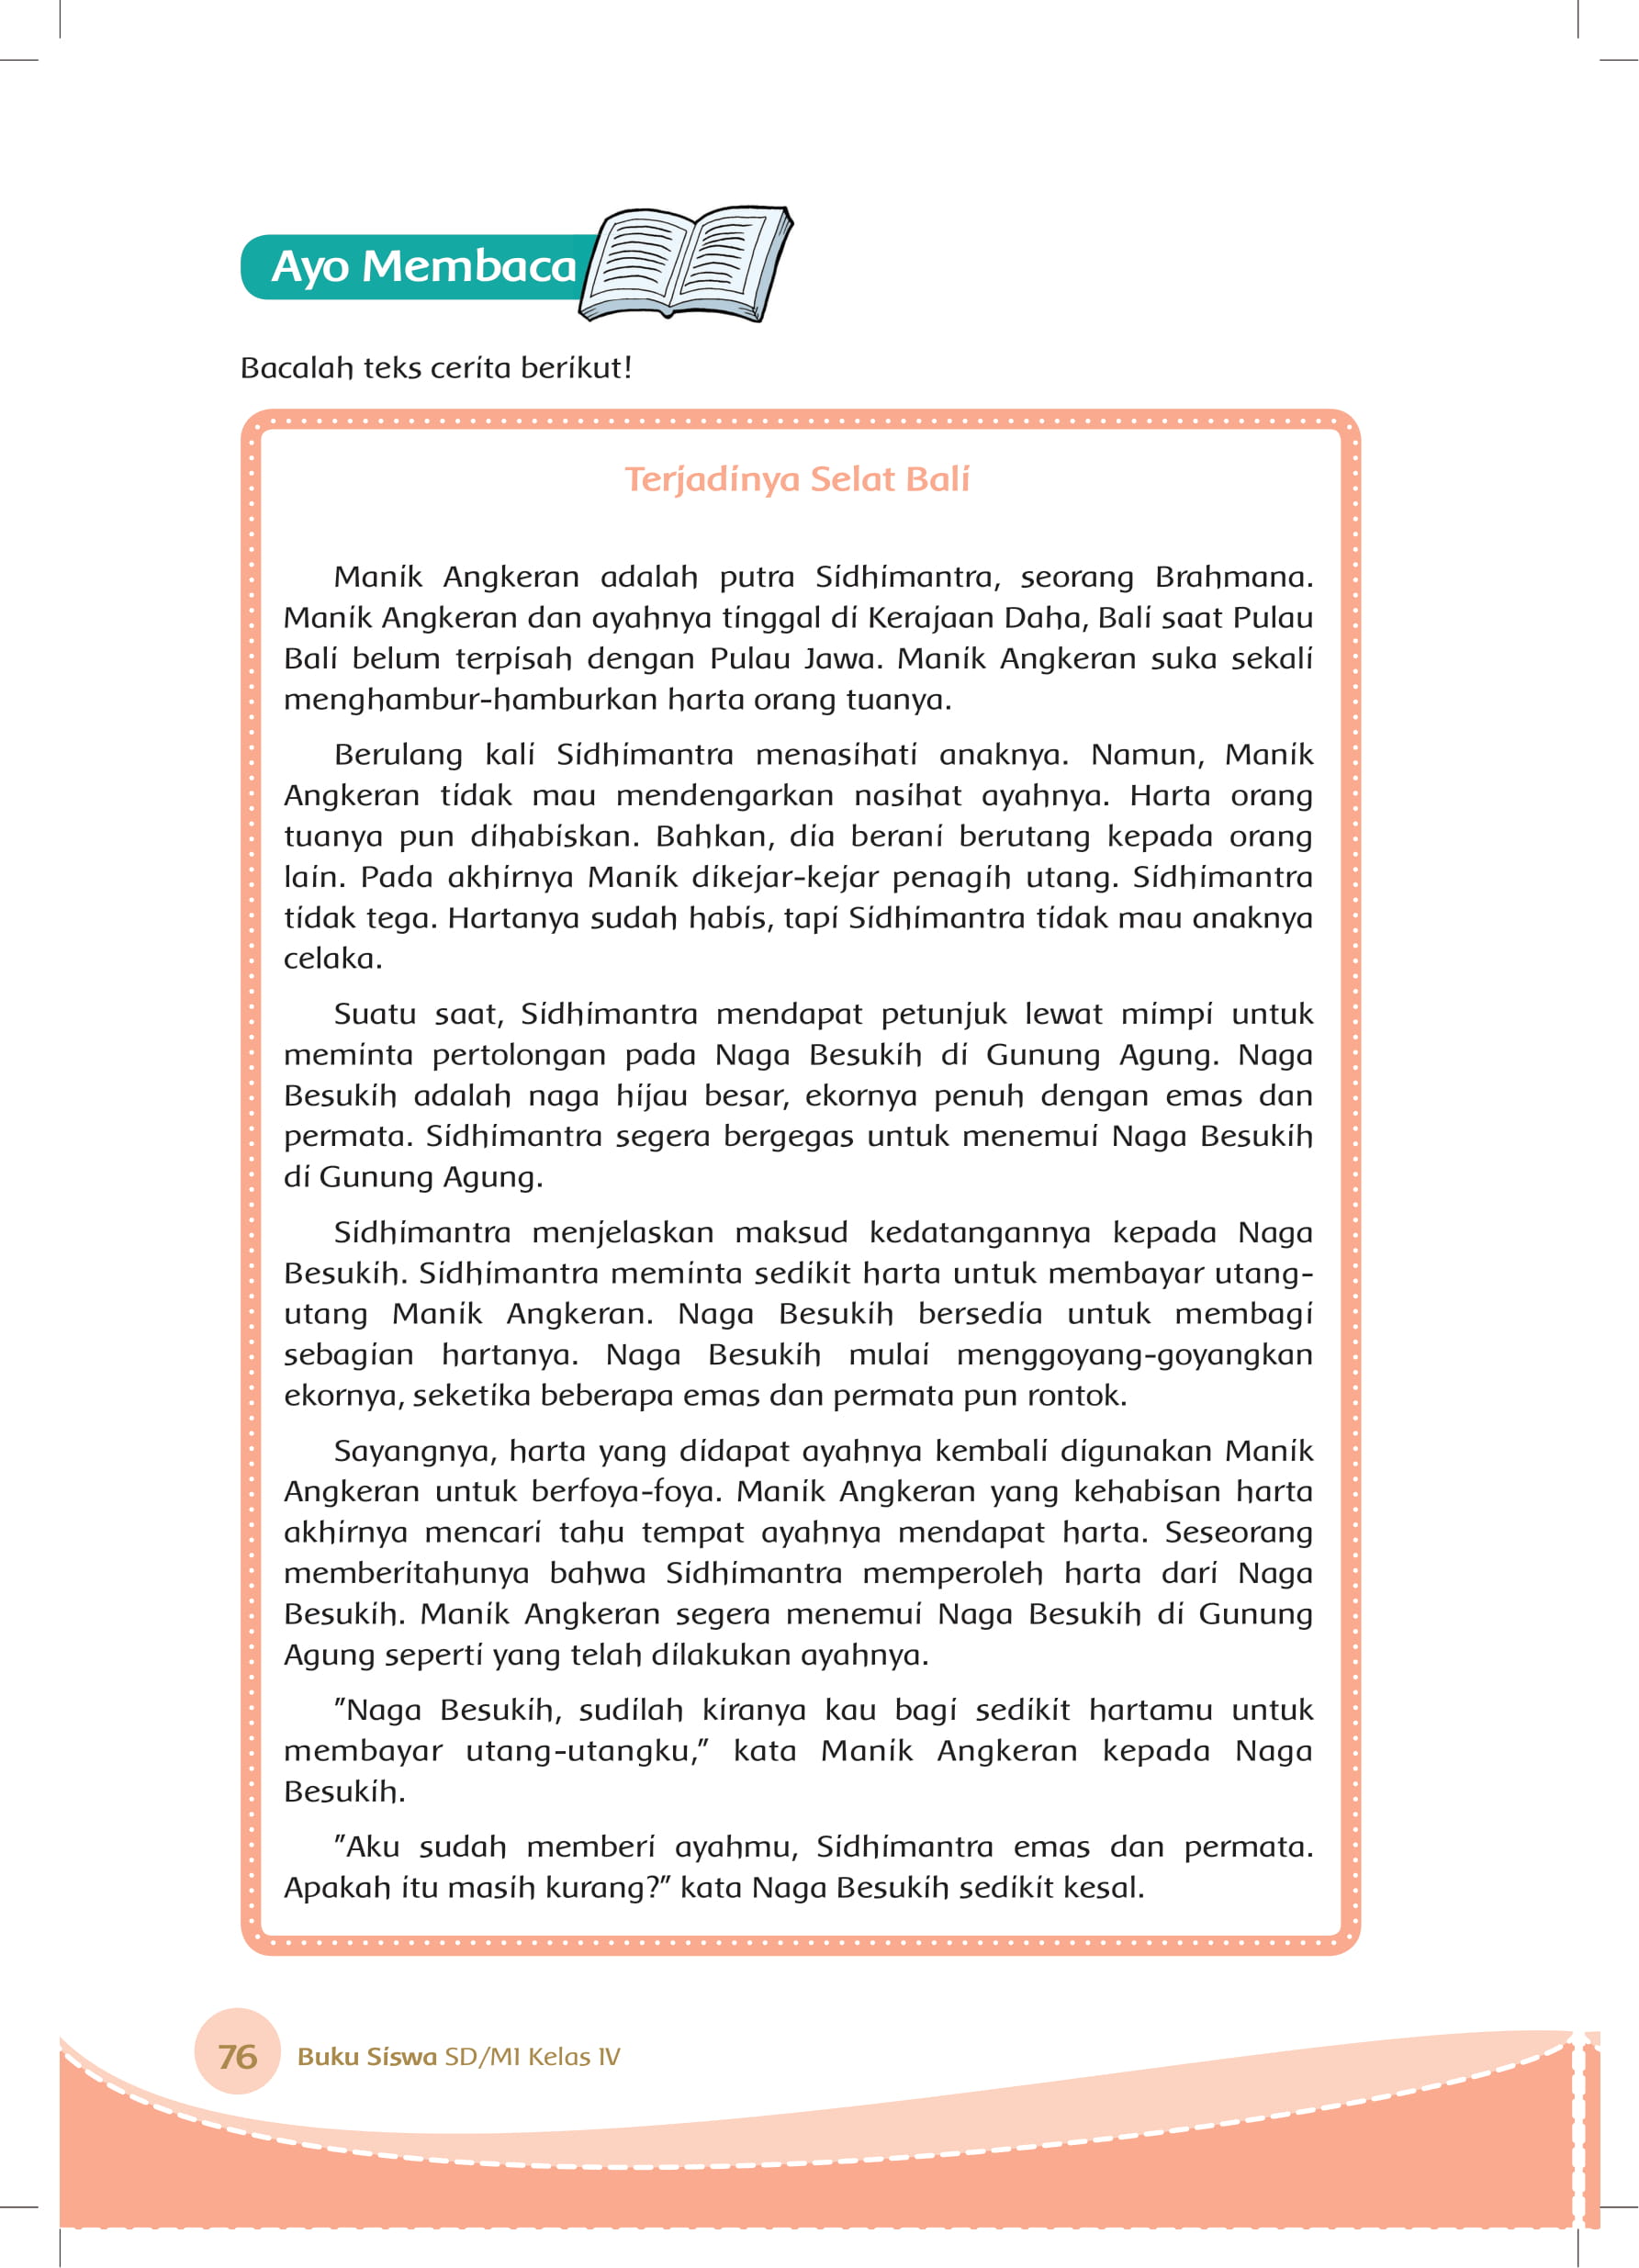 Ayo Membaca
Bacalah teks cerita berikut!
Terjadinya Selat Bali
Manik Angkeran adalah putra Sidhimantra, seorang Brahmana.
Manik Angkeran dan ayahnya tinggal di Kerajaan Daha, Bali saat Pulau
Bali belum terpisah dengan Pulau Jawa. Manik Angkeran suka sekali
menghambur-hamburkan harta orang tuanya.
Berulang kali Sidhimantra menasihati anaknya. Namun, Manik
Angkeran tidak mau mendengarkan nasihat ayahnya. Harta orang
tuanya pun dihabiskan. Bahkan, dia berani berutang kepada orang
lain. Pada akhirnya Manik dikejar-kejar penagih utang. Sidhimantra
tidak tega. Hartanya sudah habis, tapi Sidhimantra tidak mau anaknya
celaka.
Suatu saat, Sidhimantra mendapat petunjuk lewat mimpi untuk
meminta pertolongan pada Naga Besukih di Gunung Agung. Naga
Besukih adalah naga hijau besar, ekornya penuh dengan emas dan
permata. Sidhimantra segera bergegas untuk menemui Naga Besukih
di Gunung Agung.
Sidhimantra menjelaskan maksud kedatangannya kepada Naga
Besukih. Sidhimantra meminta sedikit harta untuk membayar utang-
utang Manik Angkeran. Naga Besukih bersedia untuk membagi
sebagian hartanya. Naga Besukih mulai menggoyang-goyangkan
ekornya, seketika beberapa emas dan permata pun rontok.
Sayangnya, harta yang didapat ayahnya kembali digunakan Manik
Angkeran untuk berfoya-foya. Manik Angkeran yang kehabisan harta
akhirnya mencari tahu tempat ayahnya mendapat harta. Seseorang
memberitahunya bahwa Sidhimantra memperoleh harta dari Naga
Besukih. Manik Angkeran segera menemui Naga Besukih di Gunung
Agung seperti yang telah dilakukan ayahnya.
"Naga Besukih, sudilah kiranya kau bagi sedikit hartamu untuk
membayar utang-utangku," kata Manik Angkeran kepada Naga
Besukih.
"Aku sudah memberi ayahmu, Sidhimantra emas dan permata.
Apakah itu masih kurang?" kata Naga Besukih sedikit kesal.
76 Buku Siswa SD/MI Kelas IV